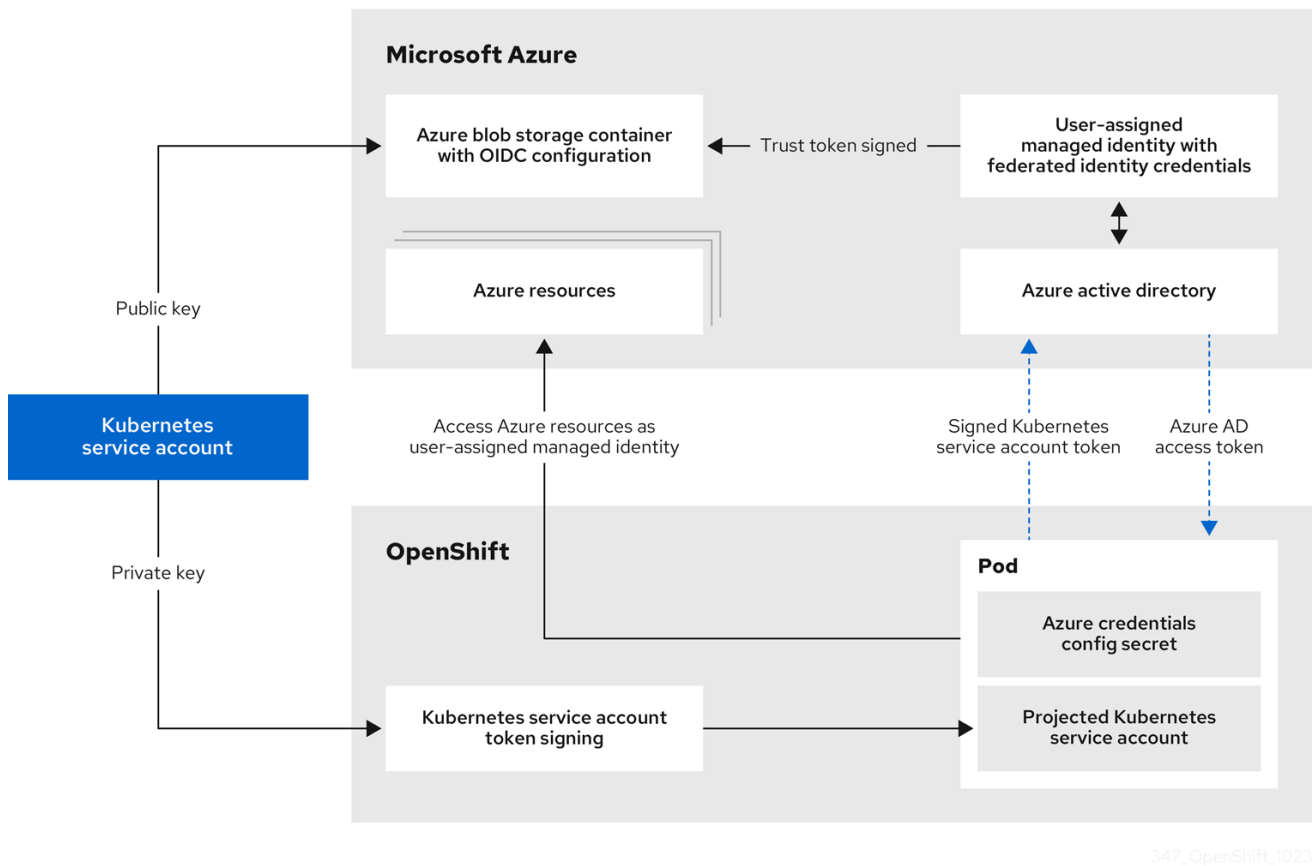 Microsoft Azure
Azure blob storage container
with OIDC configuration
Trust token signed
User-assigned
managed identity with
federated identity credentials
Azure resources
Azure active directory
Public key
Kubernetes
service account
Access Azure resources as
user-assigned managed identity
Signed Kubernetes
service account token
Azure AD
access token
OpenShift
Private key
Pod
Azure credentials
config secret
Kubernetes service account
token signing
Projected Kubernetes
service account
347_OpenShift_1023